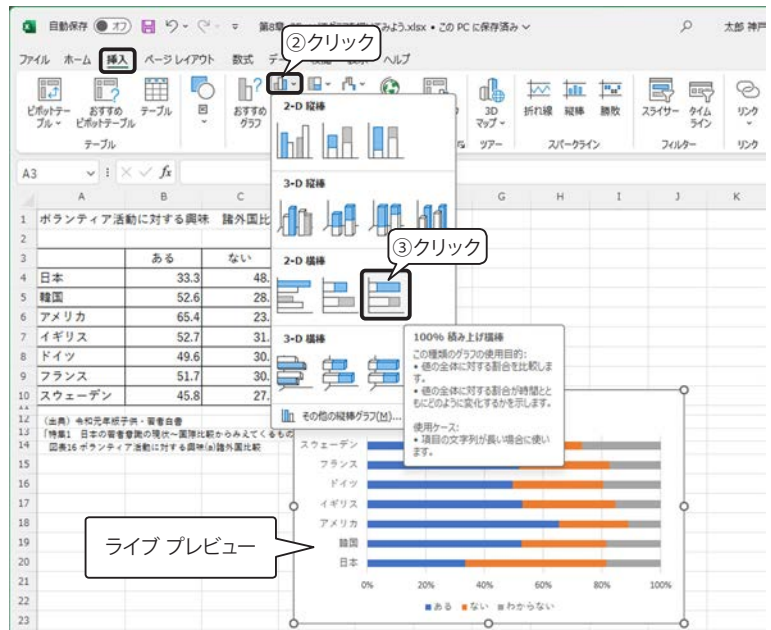 自動保存 オフ
太郎 神戸
• この PC に保存済み
②クリック
ファイル ホーム 挿入 ページ レイアウト 数式 ヘルプ
ピボットテーブル おすすめピボットテーブル テーブル 図 おすすめグラフ 3Dマップ 折れ線 縦棒 勝敗 スライサー タイムライン リンク
テーブル ツアー スパークライン フィルター リンク
A3 fx
A B C G H I J K
2-D 縦棒
3-D 縦棒
2-D 横棒
③クリック
3-D 横棒
その他の縦棒グラフ(M)...
100% 積み上げ横棒
この種類のグラフの使用目的:
• 値の全体に対する割合を比較しま
す。
• 値の全体に対する割合が時間とと
もにどのように変化するかを示します。
使用ケース:
• 項目の文字列が長い場合に使い
ます。
1 ボランティア活動に対する興味 諸外国比
2
3 ある ない
4 日本 33.3 48.
5 韓国 52.6 28.
6 アメリカ 65.4 23.
7 イギリス 52.7 31.
8 ドイツ 49.6 30.
9 フランス 51.7 30.
10 スウェーデン 45.8 27.
11
12 (出典) 令和元年版子供・若者白書
13 「特集1 日本の若者意識の現状~国際比較からみえてくるもの
14 図表16 ボランティア活動に対する興味(a)諸外国比較
15
16
17
18
19
20
21
22
23
スウェーデン
フランス
ドイツ
イギリス
アメリカ
韓国
日本
0% 20% 40% 60% 80% 100%
ある ない わからない
ライブ プレビュー